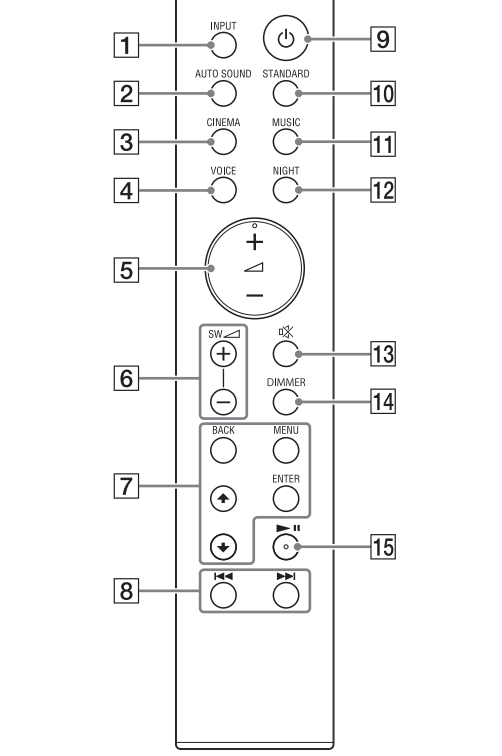 INPUT
1
9
AUTO SOUND STANDARD
2
10
CINEMA MUSIC
3
11
VOICE NIGHT
4
12
+
5
−
SW
+
13
6
DIMMER
−
14
BACK MENU
7
ENTER
15
8